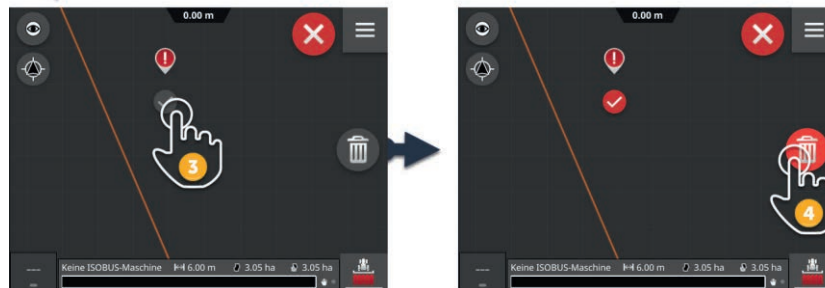 0.00 m
3
---
Keine ISOBUS-Maschine 6.00 m 3.05 ha 3.05 ha
0.00 m
4
---
Keine ISOBUS-Maschine 6.00 m 3.05 ha 3.05 ha